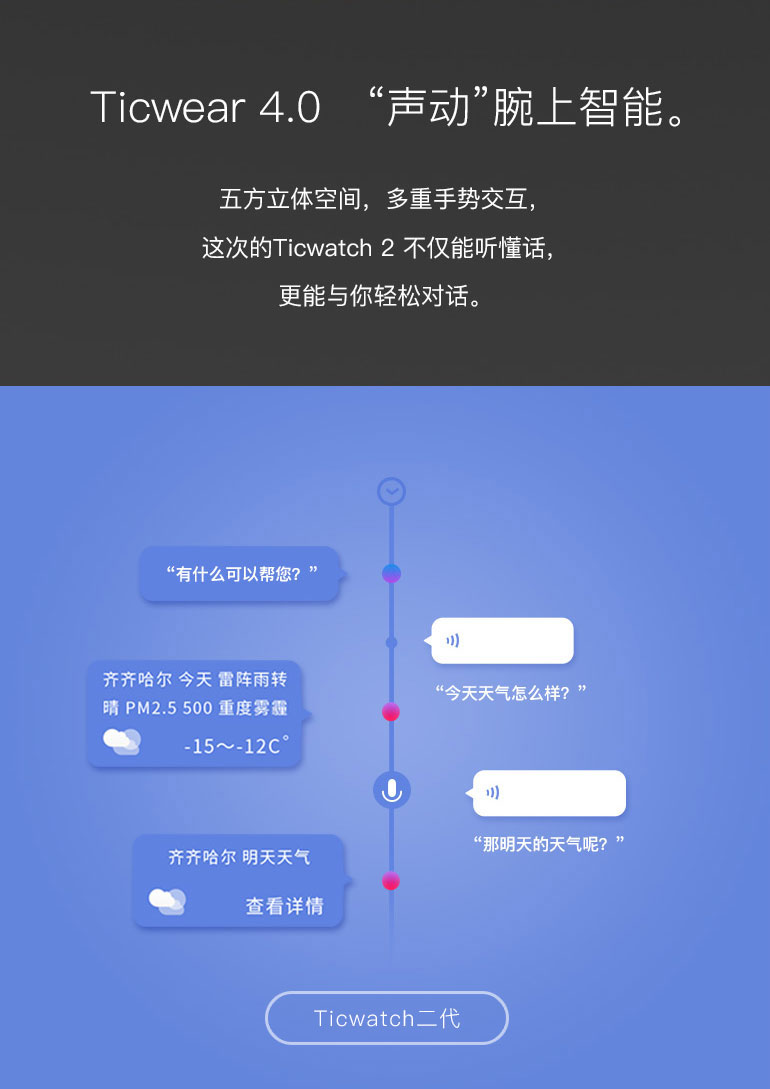 Ticwear 4.0 “声动”腕上智能。
五方立体空间，多重手势交互，
这次的Ticwatch 2 不仅能听懂话，
更能与你轻松对话。
“有什么可以帮您？”
“今天天气怎么样？”
齐齐哈尔 今天 雷阵雨转
晴 PM2.5 500 重度雾霾
-15～-12C°
“那明天的天气呢？”
齐齐哈尔 明天天气
查看详情
Ticwatch二代